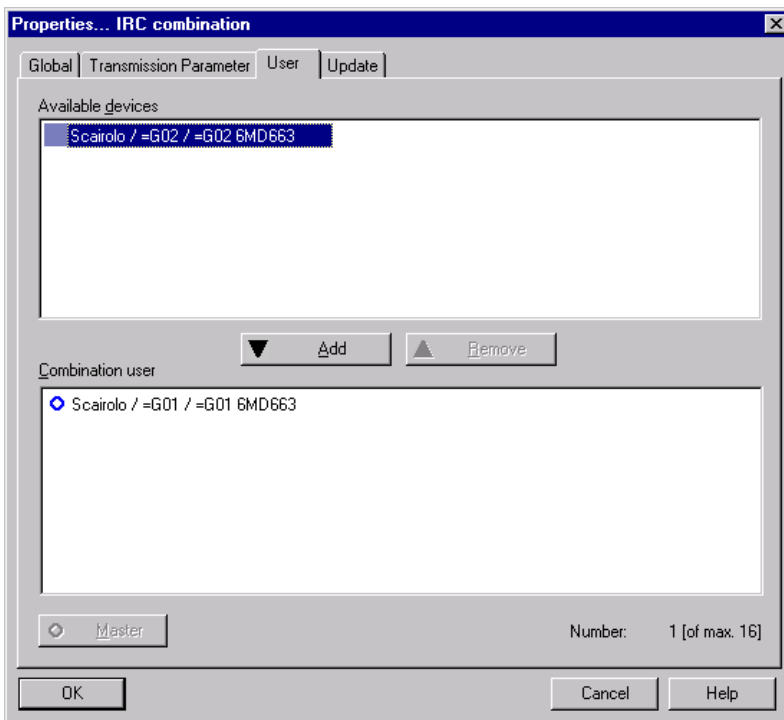 Properties... IRC combination
Global Transmission Parameter User Update
Available devices
Scairolo / =G02 / =G02 6MD663
Add Remove
Combination user
Scairolo / =G01 / =G01 6MD663
Master Number: 1 [of max. 16]
OK Cancel Help